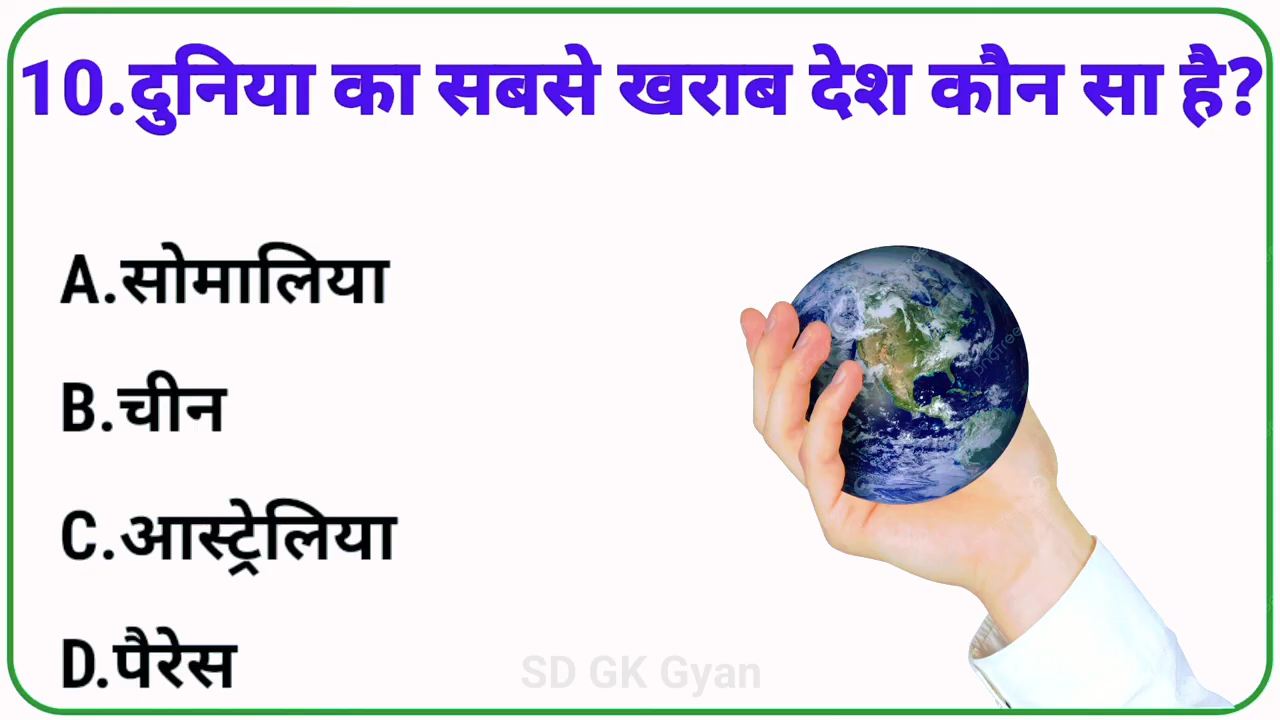 10.दुनिया का सबसे खराब देश कौन सा है?
A.सोमालिया
B.चीन
C.आस्ट्रेलिया
D.पैरेस
SD GK Gyan